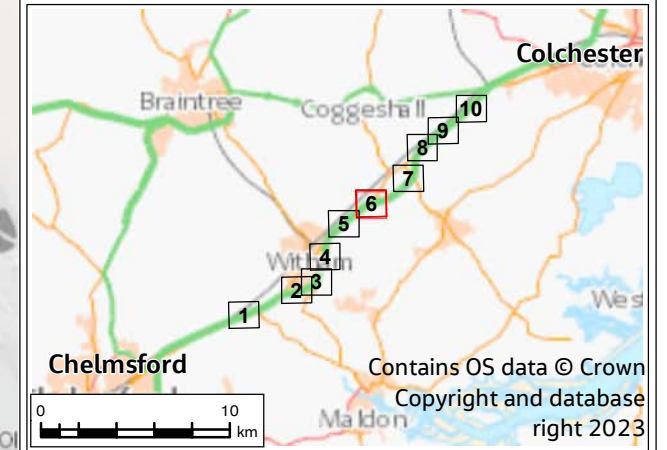 Colchester
Braintree
Coggeshall
10
9
8
7
6
5
4
Witham
3
2
1
West
Chelmsford
Contains OS data © Crown
Copyright and database
right 2023
Maldon
0 10
km